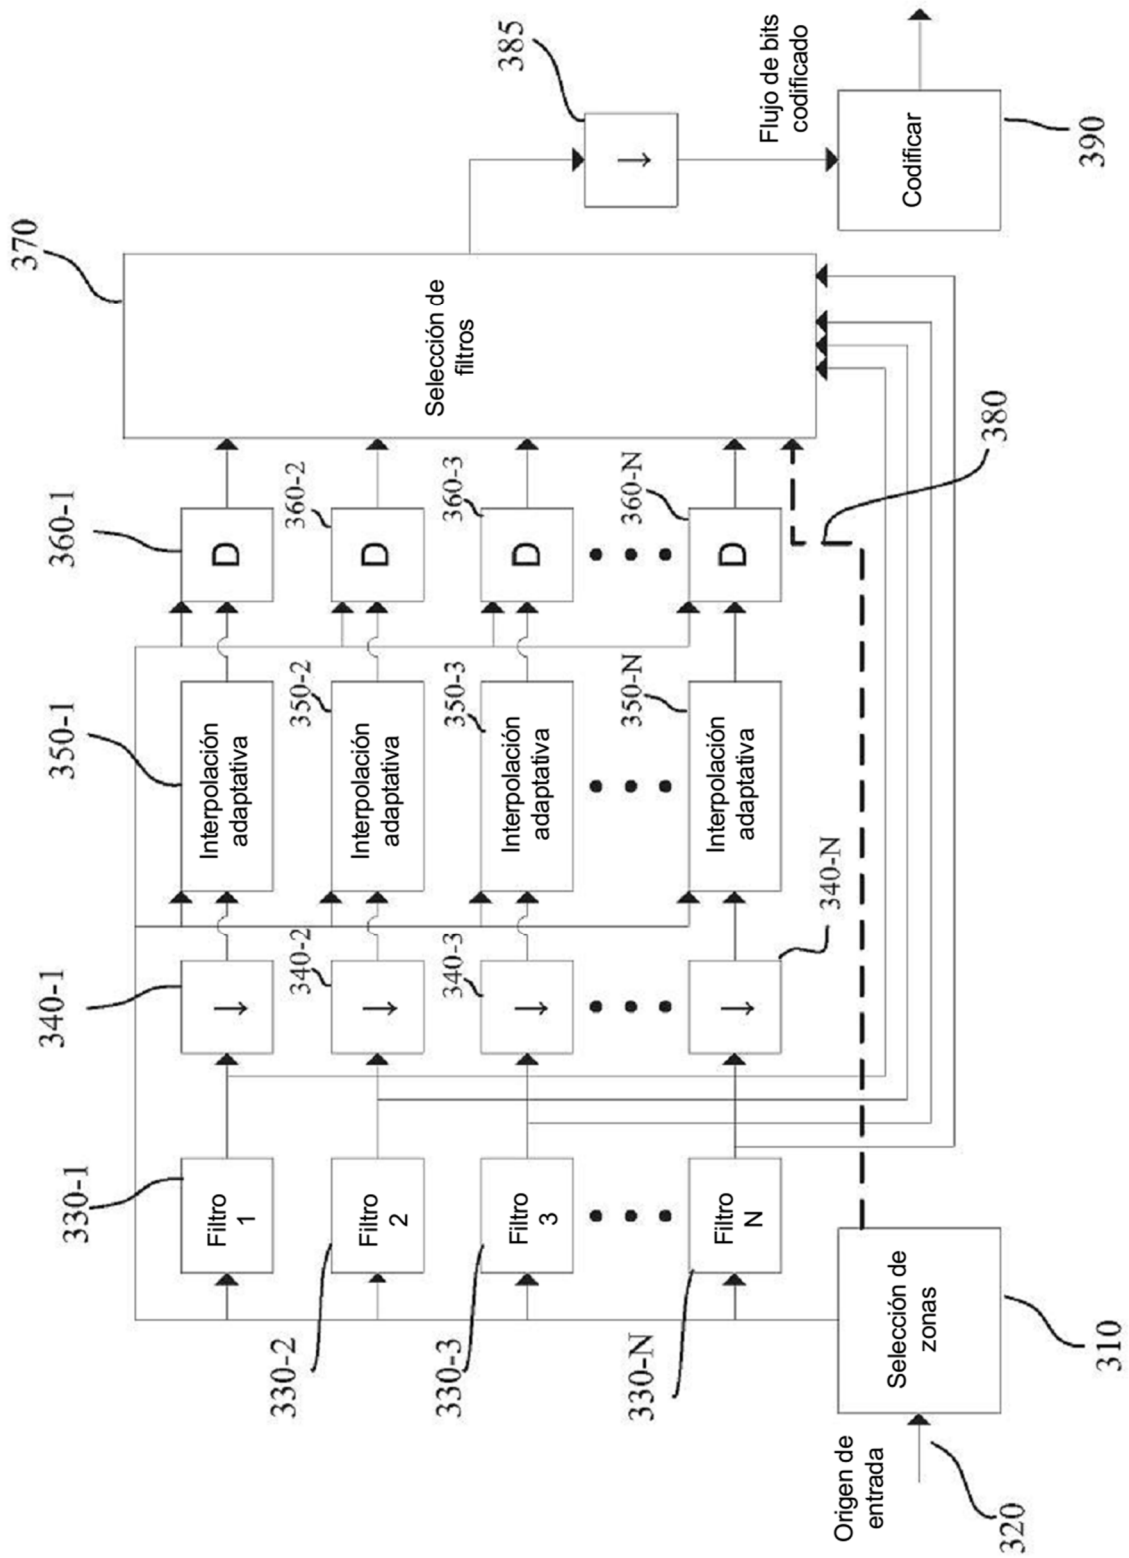 330-1
340-1
350-1
360-1
370
Filtro
1
↓
Interpolación
adaptativa
D
330-2
340-2
350-2
360-2
Filtro
2
↓
Interpolación
adaptativa
D
Selección de
filtros
330-3
340-3
350-3
360-3
385
Filtro
3
↓
Interpolación
adaptativa
D
↓
330-N
350-N
360-N
Filtro
N
↓
Interpolación
adaptativa
D
340-N
Flujo de bits
codificado
Origen de
entrada
Selección de
zonas
Codificar
380
320
310
390